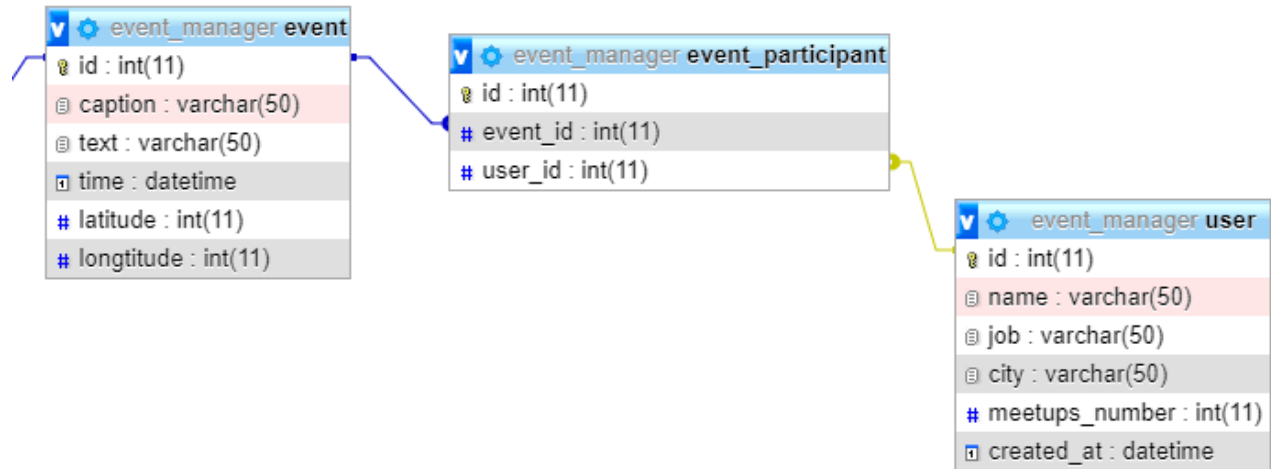 v event_manager event
id : int(11)
caption : varchar(50)
text : varchar(50)
time : datetime
# latitude : int(11)
# longtitude : int(11)
v event_manager event_participant
id : int(11)
# event_id : int(11)
# user_id : int(11)
v event_manager user
id : int(11)
name : varchar(50)
job : varchar(50)
city : varchar(50)
# meetups_number : int(11)
created_at : datetime